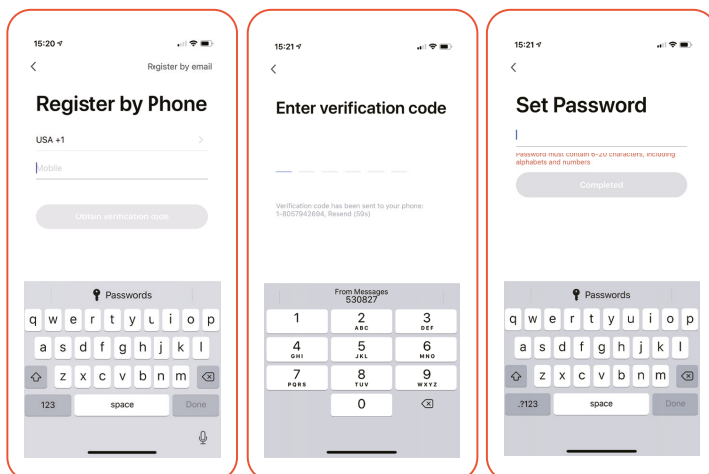 15:20
Register by email
Register by Phone
USA +1
Mobile
Obtain verification code
Passwords
q w e r t y u i o p
a s d f g h j k l
z x c v b n m
123 space Done
15:21
Enter verification code
Verification code has been sent to your phone:
1-8057942694, Resend (59s)
From Messages
530827
1 2 3
ABC DEF
4 5 6
GHI JKL MNO
7 8 9
PQRS TUV WXYZ
0
15:21
Set Password
Password must contain 6-20 characters, including
alphabets and numbers
Completed
Passwords
q w e r t y u i o p
a s d f g h j k l
z x c v b n m
.?123 space Done